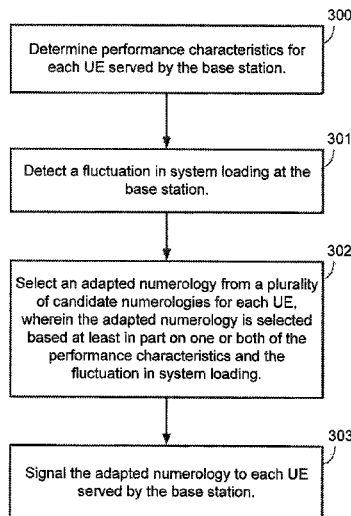 300
Determine performance characteristics for
each UE served by the base station.
301
Detect a fluctuation in system loading at the
base station.
302
Select an adapted numerology from a plurality
of candidate numerologies for each UE,
wherein the adapted numerology is selected
based at least in part on one or both of the
performance characteristics and the
fluctuation in system loading.
303
Signal the adapted numerology to each UE
served by the base station.